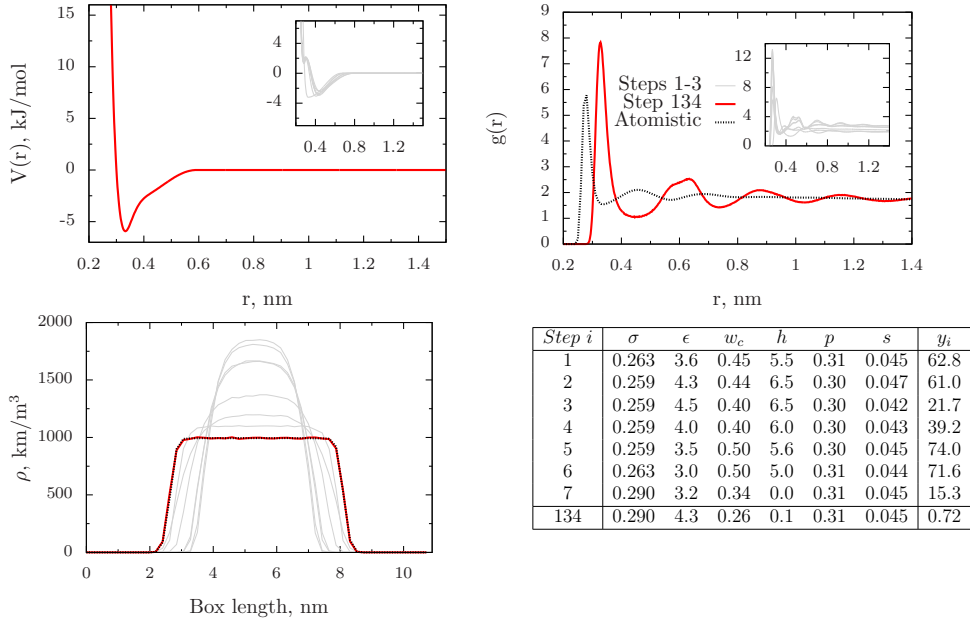 15
10
5
0
-5
V(r), kJ/mol
4
0
-4
0.4 0.8 1.2
0.2 0.4 0.6 0.8 1 1.2 1.4
r, nm
9
8
7
6
5
4
3
2
1
0
g(r)
Steps 1-3
Step 134
Atomistic
12
8
4
0
0.4 0.8 1.2
0.2 0.4 0.6 0.8 1 1.2 1.4
r, nm
2000
1500
1000
500
0
ρ, km/m³
0 2 4 6 8 10
Box length, nm
Step i σ ϵ w_c h p s y_i
1 0.263 3.6 0.45 5.5 0.31 0.045 62.8
2 0.259 4.3 0.44 6.5 0.30 0.047 61.0
3 0.259 4.5 0.40 6.5 0.30 0.042 21.7
4 0.259 4.0 0.40 6.0 0.30 0.043 39.2
5 0.259 3.5 0.50 5.6 0.30 0.045 74.0
6 0.263 3.0 0.50 5.0 0.31 0.044 71.6
7 0.290 3.2 0.34 0.0 0.31 0.045 15.3
134 0.290 4.3 0.26 0.1 0.31 0.045 0.72